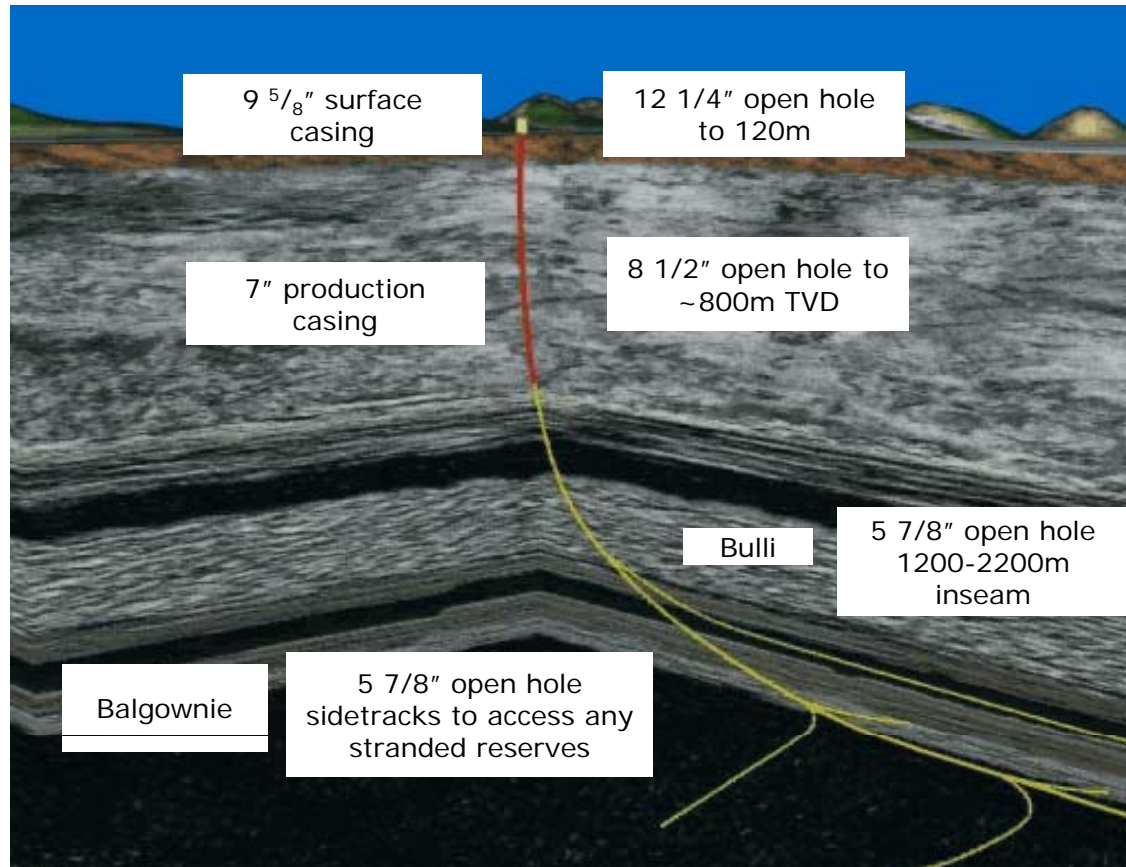 9 5/8″ surface
casing
12 1/4″ open hole
to 120m
7″ production
casing
8 1/2″ open hole to
~800m TVD
Bulli
5 7/8″ open hole
1200-2200m
inseam
Balgownie
5 7/8″ open hole
sidetracks to access any
stranded reserves